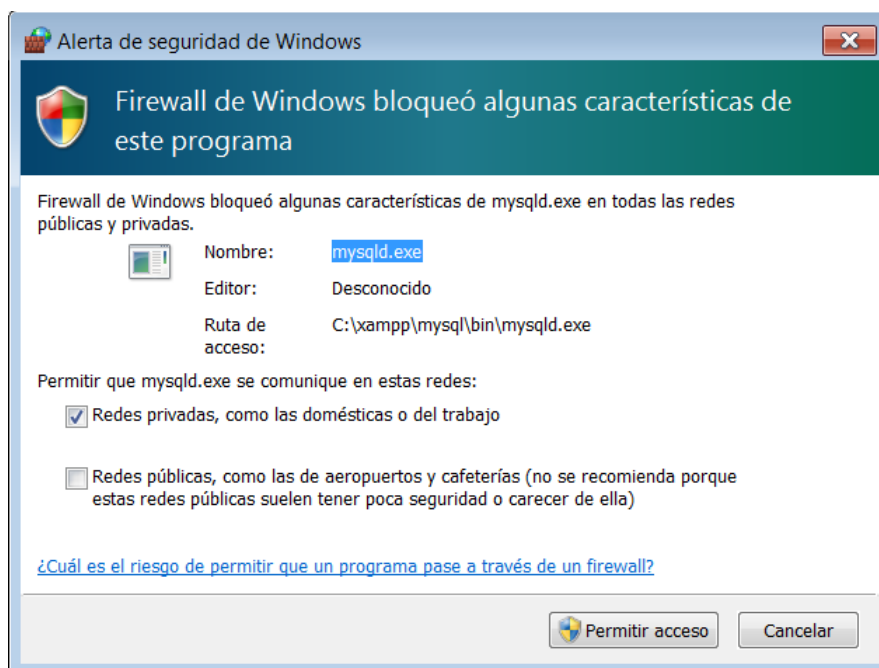 Alerta de seguridad de Windows
Firewall de Windows bloqueó algunas características de
este programa
Firewall de Windows bloqueó algunas características de mysqld.exe en todas las redes
públicas y privadas.
Nombre: mysqld.exe
Editor: Desconocido
Ruta de C:\xampp\mysql\bin\mysqld.exe
acceso:
Permitir que mysqld.exe se comunique en estas redes:
Redes privadas, como las domésticas o del trabajo
Redes públicas, como las de aeropuertos y cafeterías (no se recomienda porque
estas redes públicas suelen tener poca seguridad o carecer de ella)
¿Cuál es el riesgo de permitir que un programa pase a través de un firewall?
Permitir acceso Cancelar